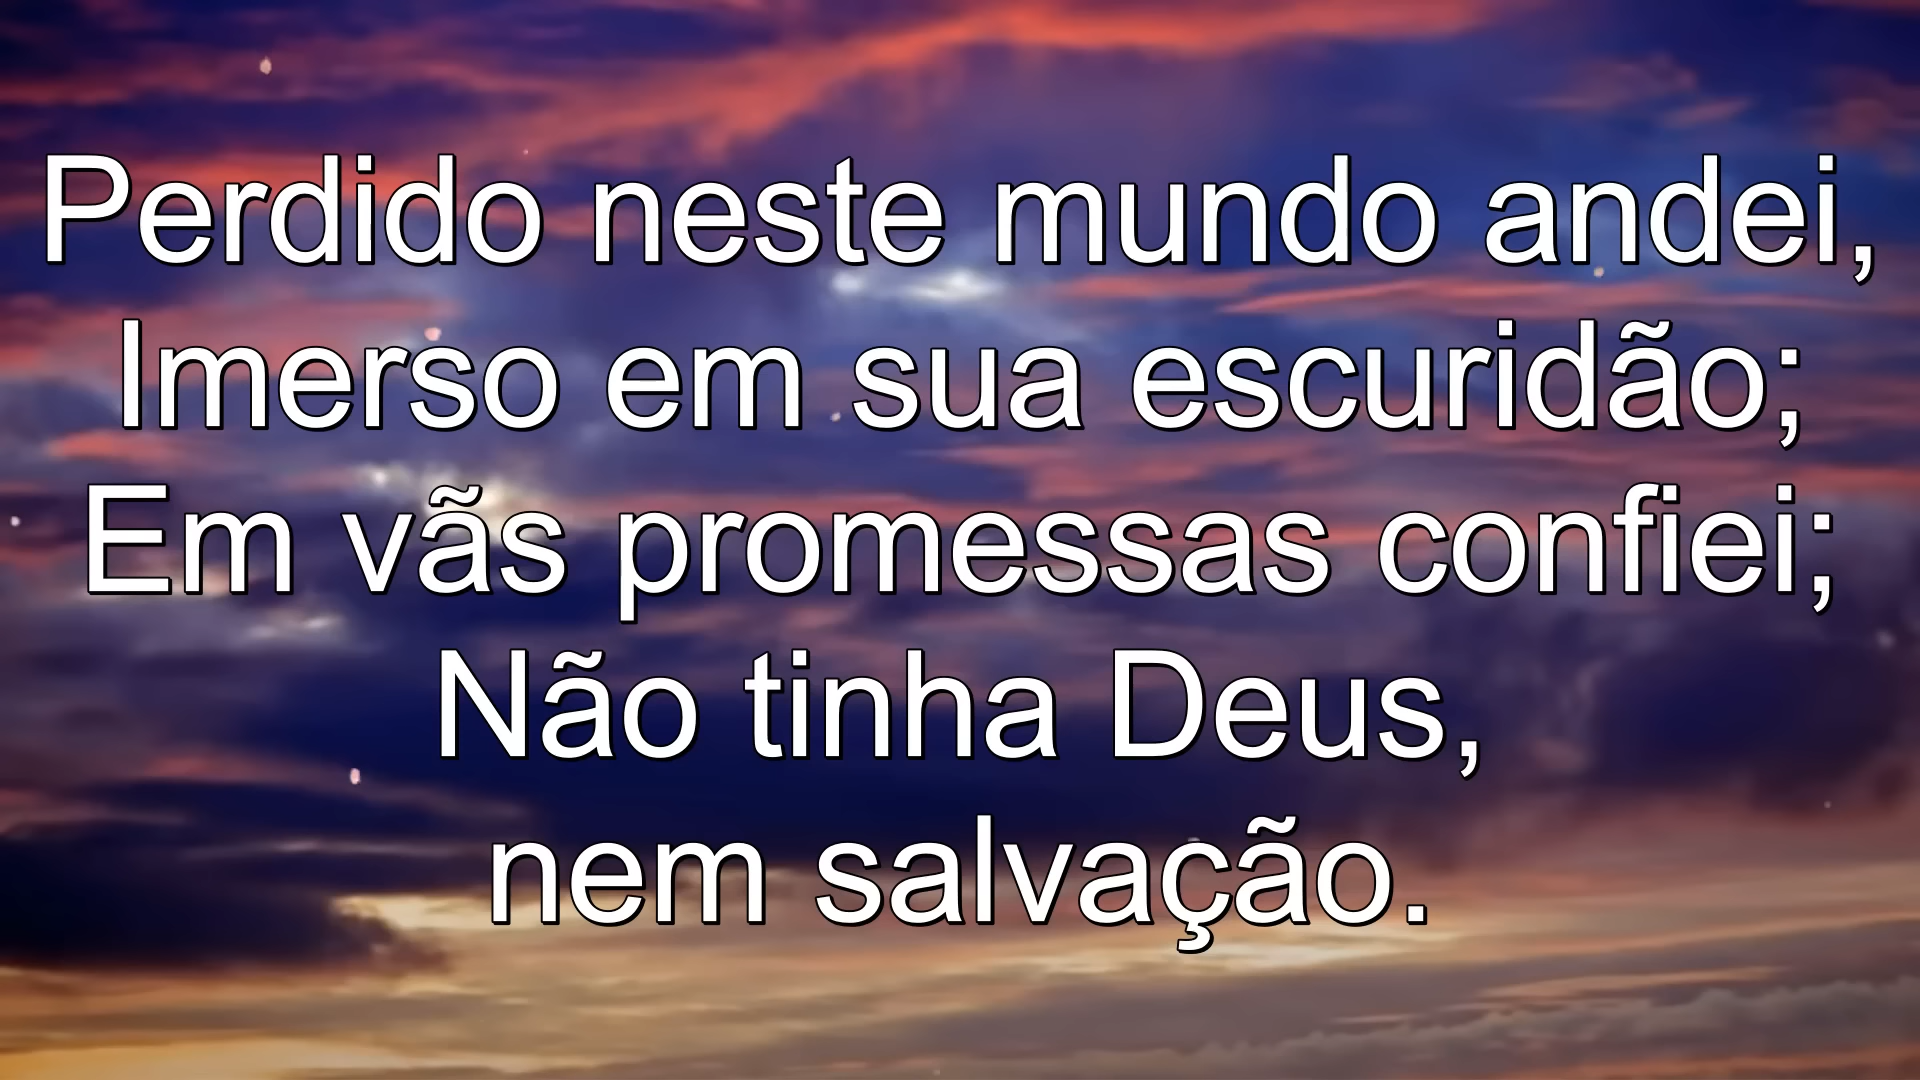 Perdido neste mundo andei,
Imerso em sua escuridão;
Em vãs promessas confiei;
Não tinha Deus,
nem salvação.